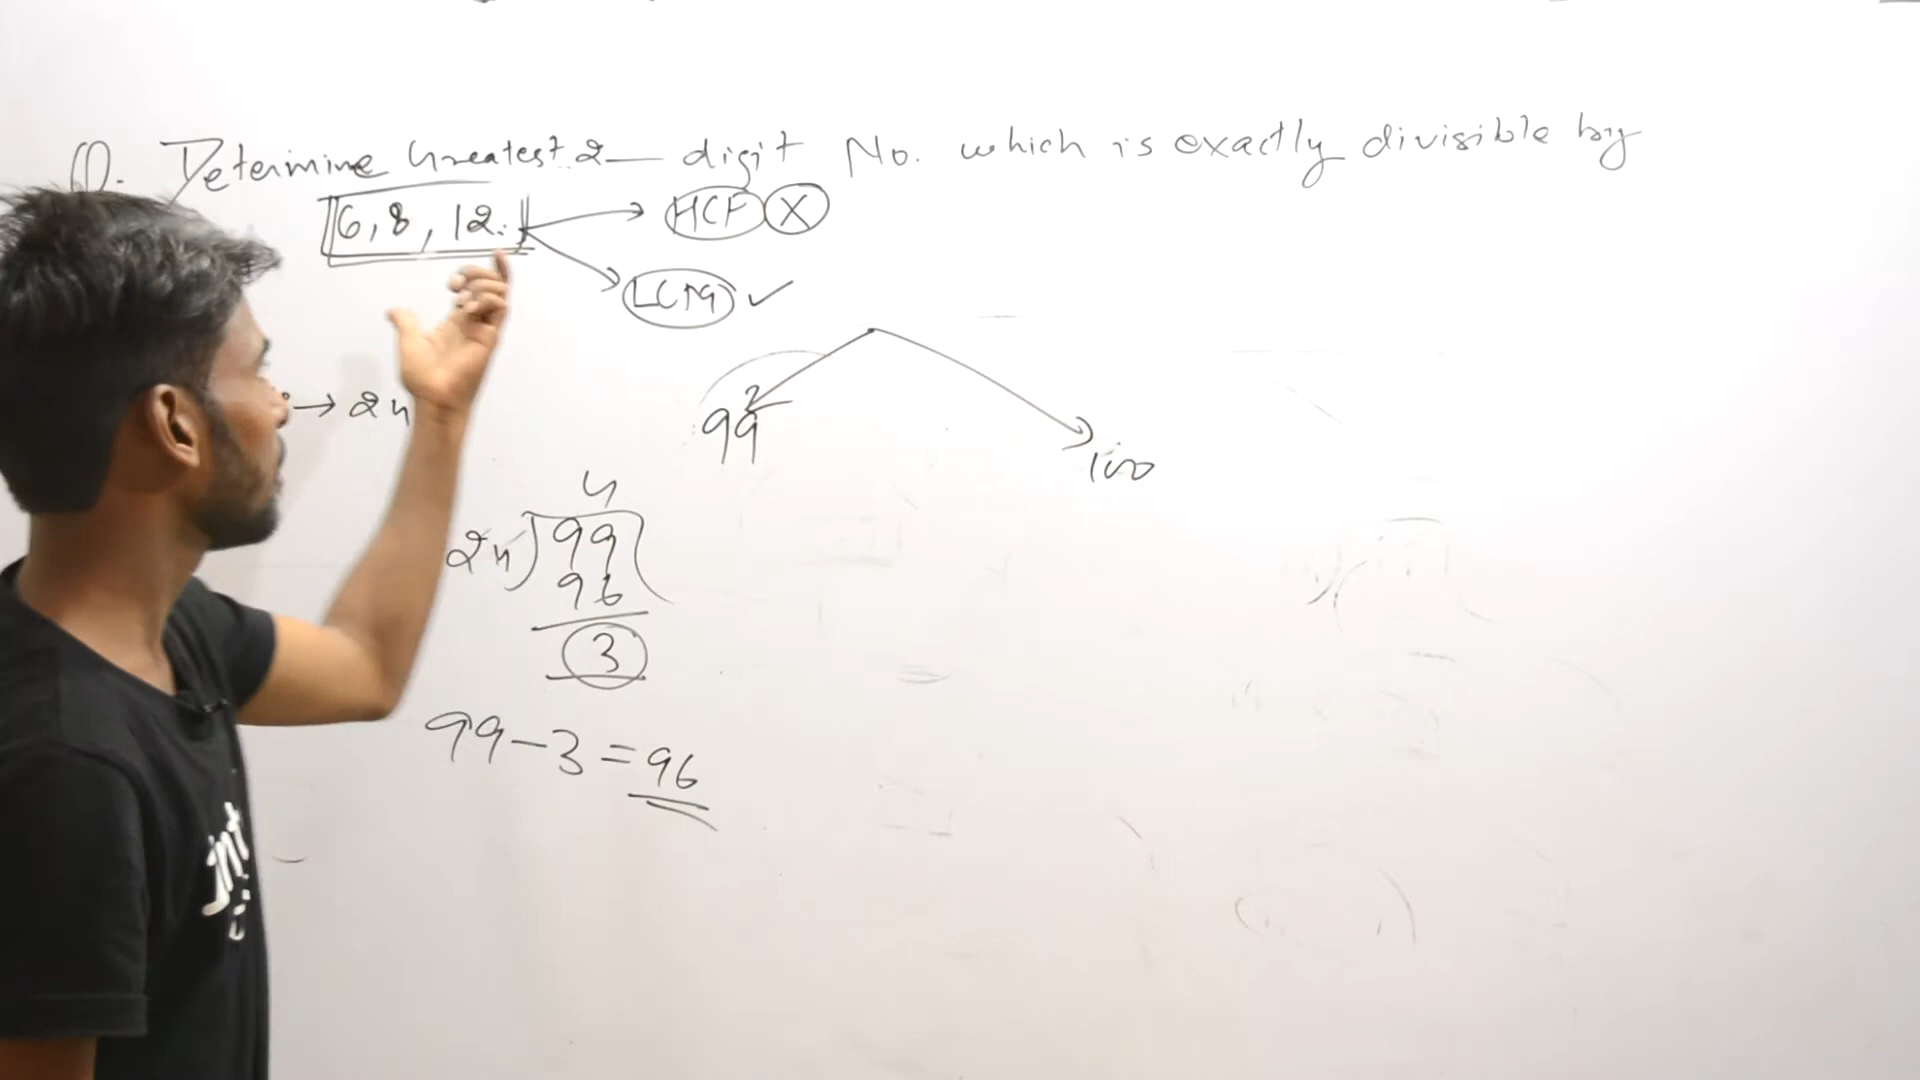 Q. Determine Greatest 2 — digit No. which is exactly divisible by
6, 8, 12.
HCF X
LCM ✓
→ 24
99 100
4
24)99(
96
3
99-3=96